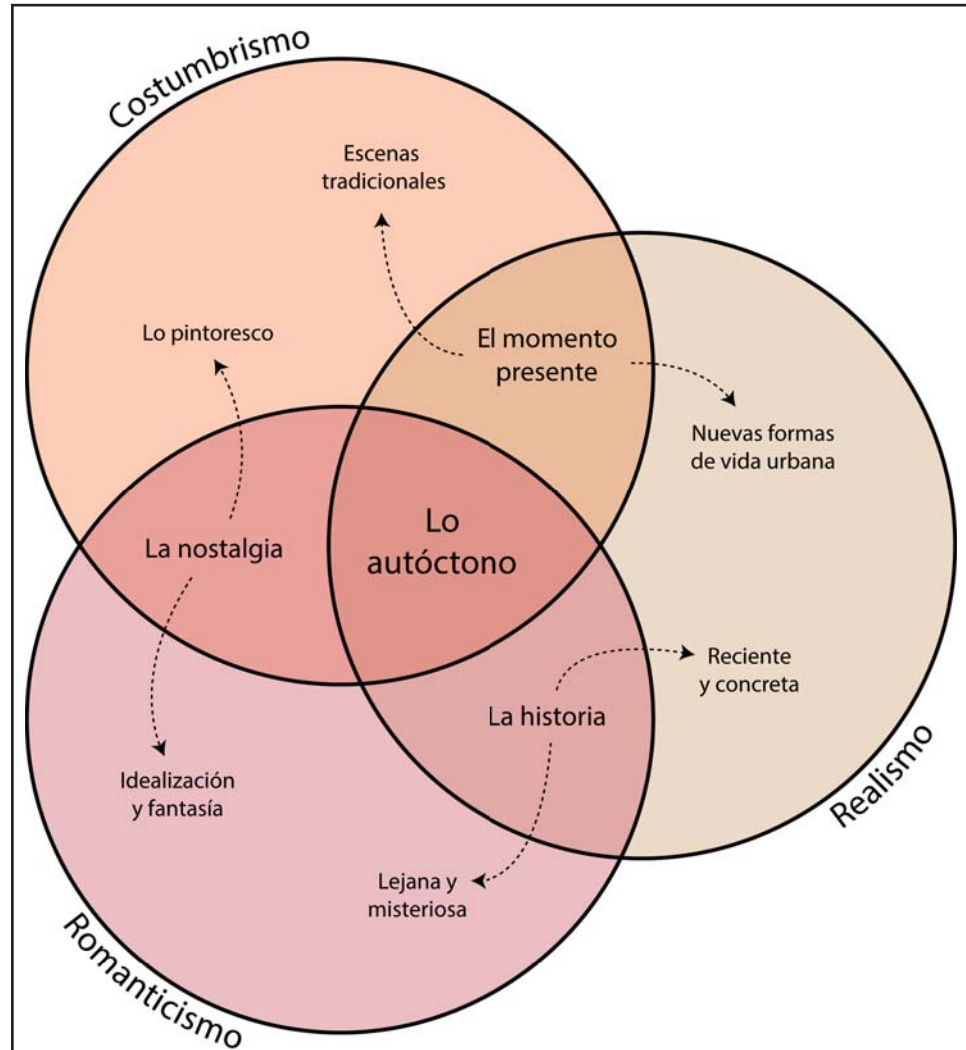 Costumbrismo
Escenas
tradicionales
Lo pintoresco
El momento
presente
Nuevas formas
de vida urbana
Lo
autóctono
La nostalgia
Reciente
y concreta
La historia
Idealización
y fantasía
Lejana y
misteriosa
Realismo
Romanticismo